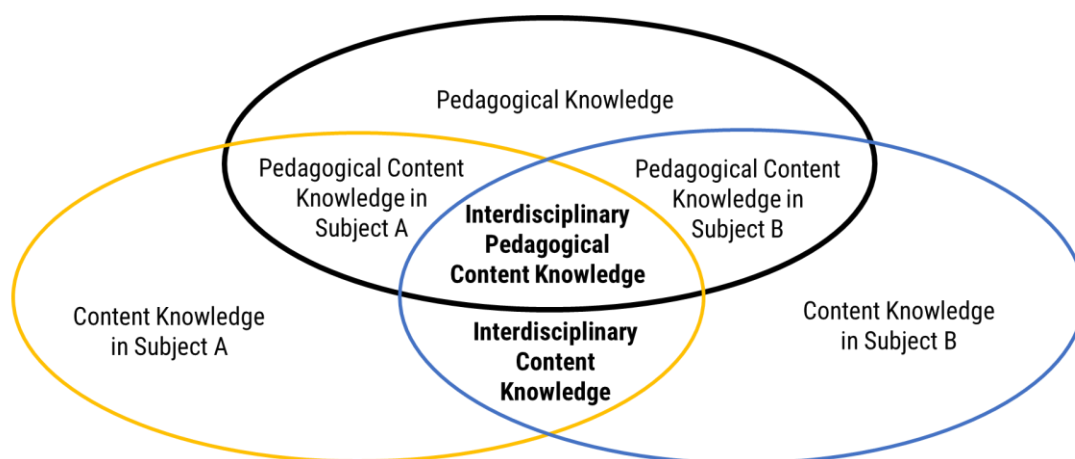 Pedagogical Knowledge
Pedagogical Content
Knowledge in
Subject A
Pedagogical Content
Knowledge in
Subject B
Interdisciplinary
Pedagogical
Content Knowledge
Content Knowledge
in Subject A
Content Knowledge
in Subject B
Interdisciplinary
Content
Knowledge